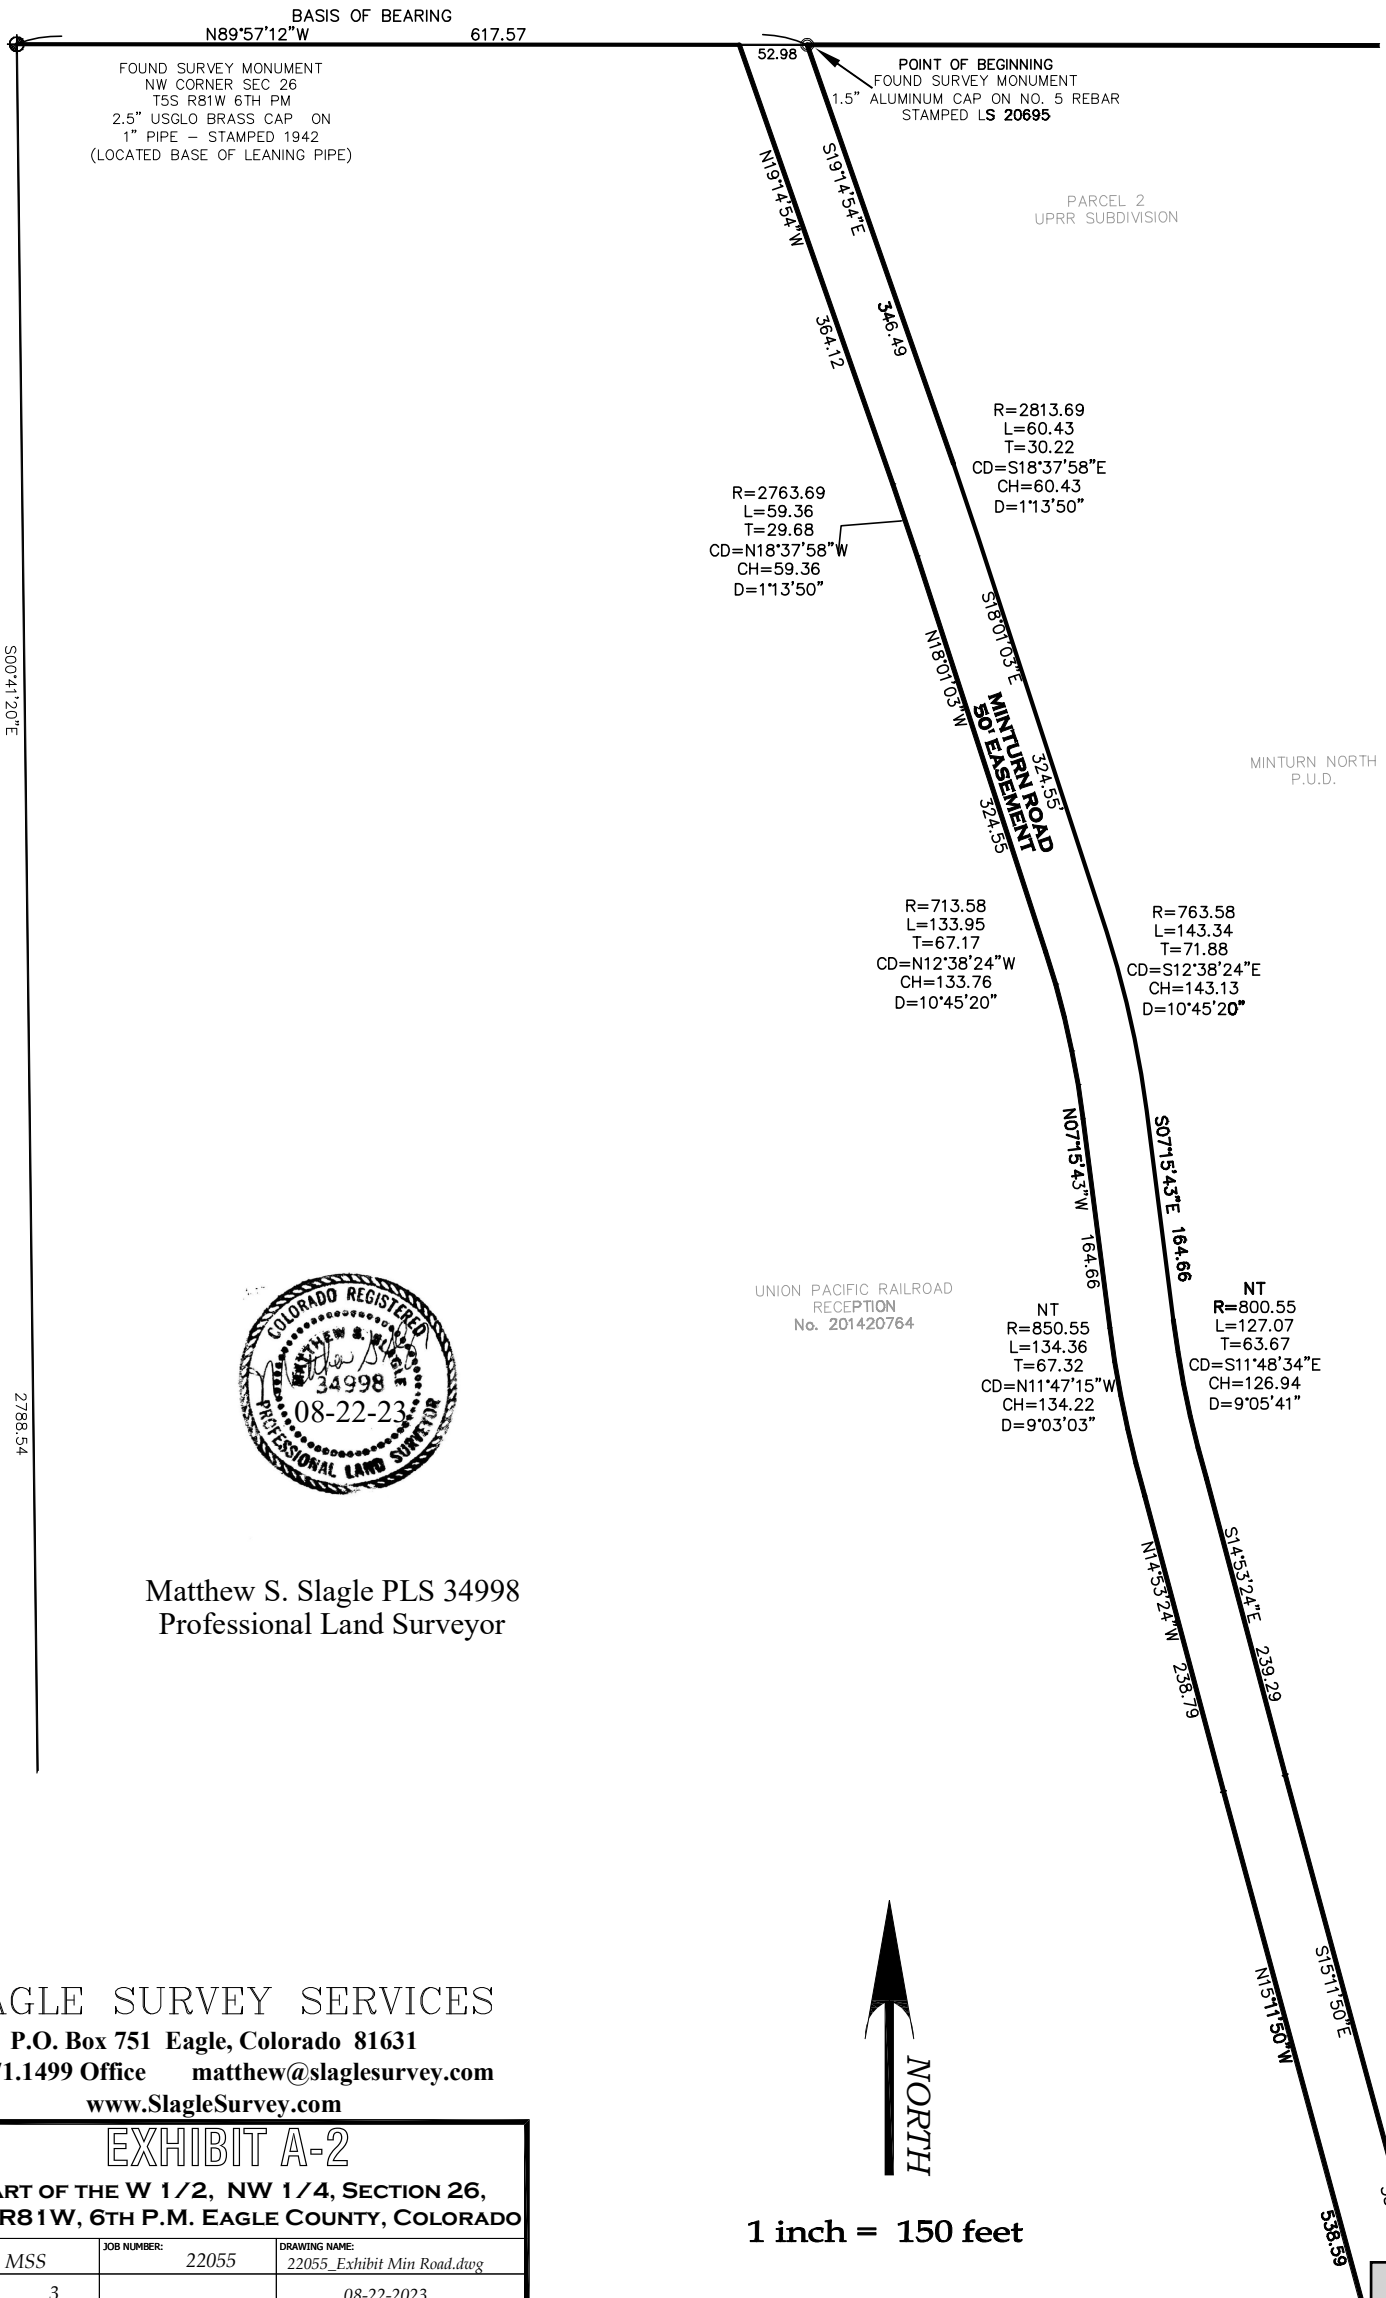 BASIS OF BEARING
N89°57'12"W 617.57
52.98
FOUND SURVEY MONUMENT
NW CORNER SEC 26
T5S R81W 6TH PM
2.5" USGLO BRASS CAP ON
1" PIPE – STAMPED 1942
(LOCATED BASE OF LEANING PIPE)
POINT OF BEGINNING
FOUND SURVEY MONUMENT
1.5" ALUMINUM CAP ON NO. 5 REBAR
STAMPED LS 20695
N19°14'54"W
S19°14'54"E
PARCEL 2
UPRR SUBDIVISION
364.12
346.49
R=2813.69
L=60.43
T=30.22
CD=S18°37'58"E
CH=60.43
D=1°13'50"
R=2763.69
L=59.36
T=29.68
CD=N18°37'58"W
CH=59.36
D=1°13'50"
S00°41'20"E
N18°01'03"W
S18°01'03"E
MINTURN ROAD
50' EASEMENT
324.55'
324.55
MINTURN NORTH
P.U.D.
R=713.58
L=133.95
T=67.17
CD=N12°38'24"W
CH=133.76
D=10°45'20"
R=763.58
L=143.34
T=71.88
CD=S12°38'24"E
CH=143.13
D=10°45'20"
N07°15'43"W 164.66
S07°15'43"E 164.66
UNION PACIFIC RAILROAD
RECEPTION
No. 201420764
NT
R=850.55
L=134.36
T=67.32
CD=N11°47'15"W
CH=134.22
D=9°03'03"
NT
R=800.55
L=127.07
T=63.67
CD=S11°48'34"E
CH=126.94
D=9°05'41"
2788.54
COLORADO REGISTERED
MATTHEW S. SLAGLE
34998
08-22-23
PROFESSIONAL LAND SURVEYOR
Matthew S. Slagle PLS 34998
Professional Land Surveyor
N14°53'24"W 238.79
S14°53'24"E 239.29
N15°11'50"W
S15°11'50"E
538.59
NORTH
1 inch = 150 feet
AGLE SURVEY SERVICES
P.O. Box 751 Eagle, Colorado 81631
71.1499 Office matthew@slaglesurvey.com
www.SlagleSurvey.com
EXHIBIT A-2
ART OF THE W 1/2, NW 1/4, SECTION 26,
R81W, 6TH P.M. EAGLE COUNTY, COLORADO
MSS JOB NUMBER: 22055 DRAWING NAME: 22055_Exhibit Min Road.dwg
3 08-22-2023